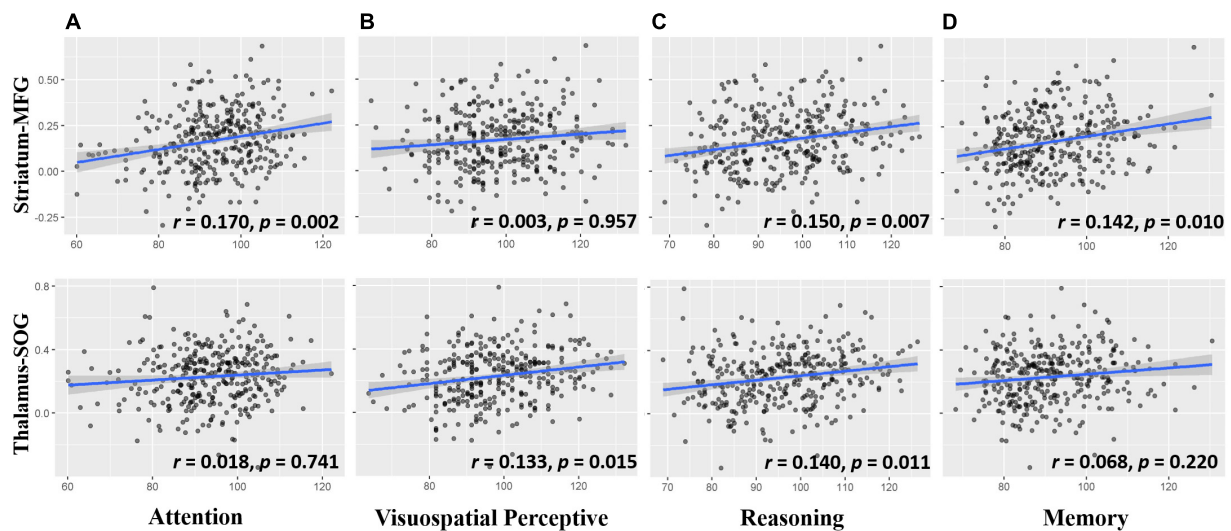 A B C D
Striatum-MFG
0.50
0.25
0.00
-0.25
r = 0.170, p = 0.002
r = 0.003, p = 0.957
r = 0.150, p = 0.007
r = 0.142, p = 0.010
60 80 100 120
80 100 120
70 80 90 100 110 120
80 100 120
Thalamus-SOG
0.8
0.4
0.0
r = 0.018, p = 0.741
r = 0.133, p = 0.015
r = 0.140, p = 0.011
r = 0.068, p = 0.220
60 80 100 120
80 100 120
70 80 90 100 110 120
80 100 120
Attention Visuospatial Perceptive Reasoning Memory